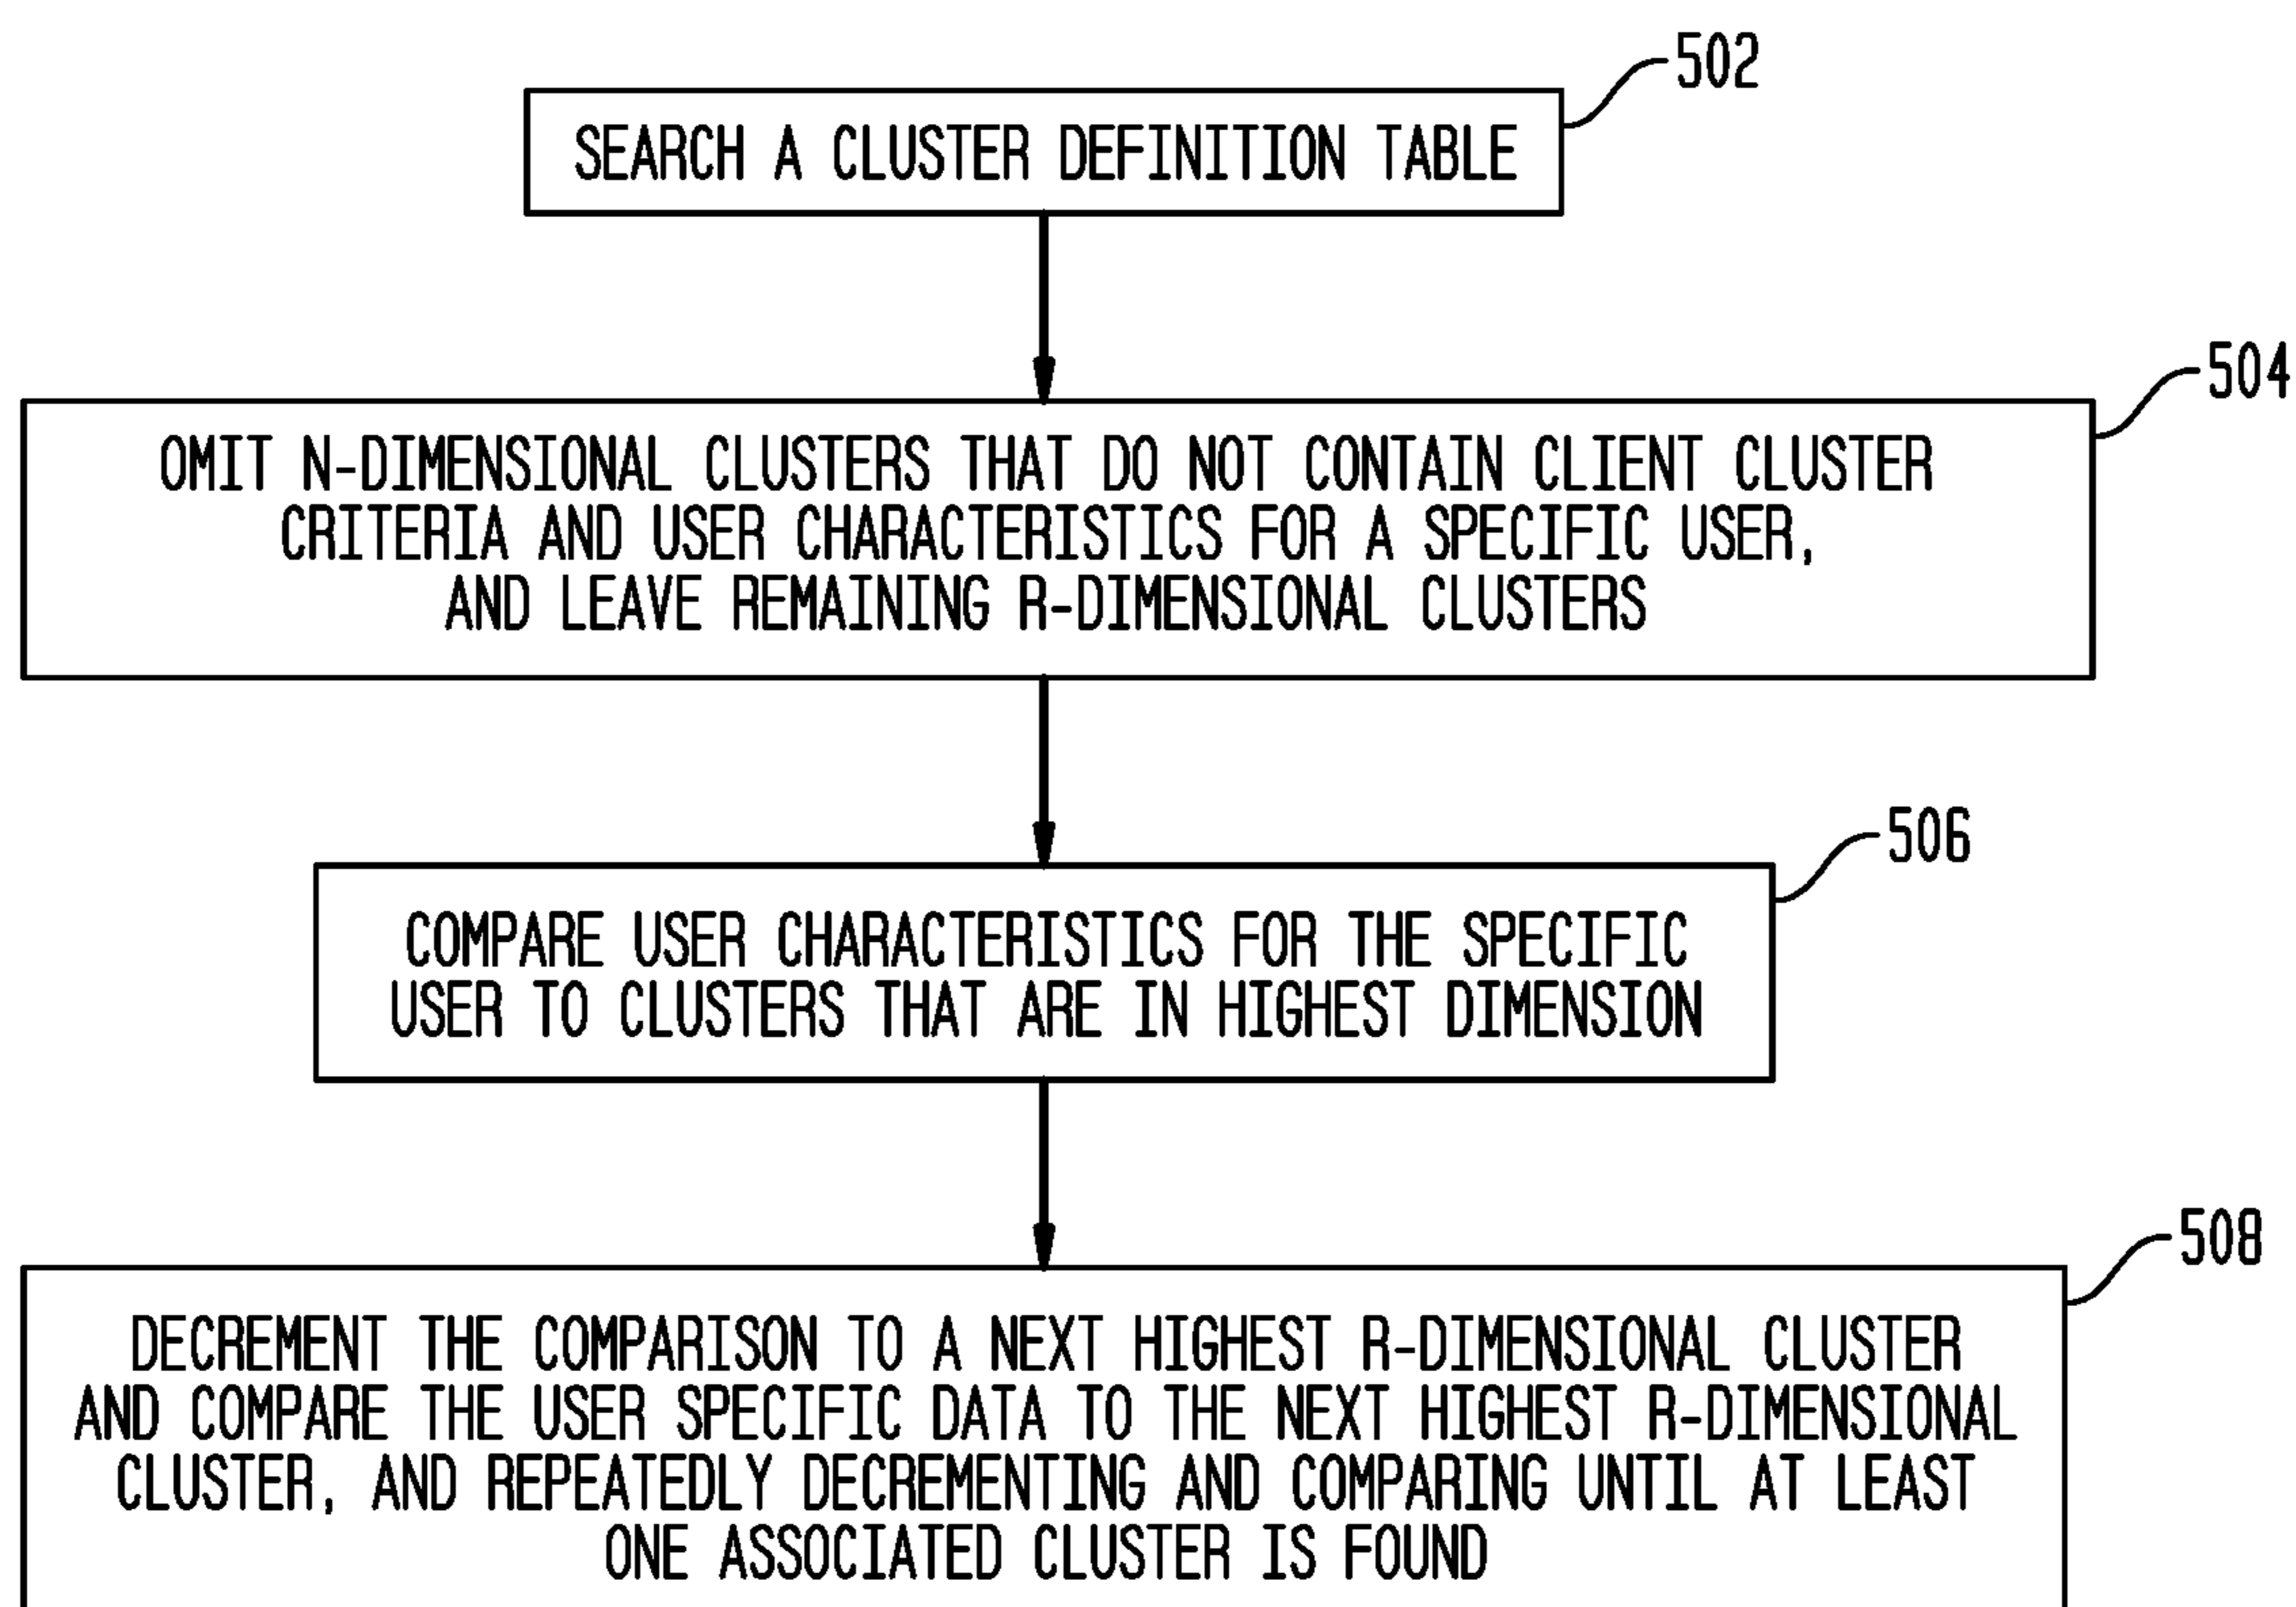 502
SEARCH A CLUSTER DEFINITION TABLE
504
OMIT N-DIMENSIONAL CLUSTERS THAT DO NOT CONTAIN CLIENT CLUSTER
CRITERIA AND USER CHARACTERISTICS FOR A SPECIFIC USER,
AND LEAVE REMAINING R-DIMENSIONAL CLUSTERS
506
COMPARE USER CHARACTERISTICS FOR THE SPECIFIC
USER TO CLUSTERS THAT ARE IN HIGHEST DIMENSION
508
DECREMENT THE COMPARISON TO A NEXT HIGHEST R-DIMENSIONAL CLUSTER
AND COMPARE THE USER SPECIFIC DATA TO THE NEXT HIGHEST R-DIMENSIONAL
CLUSTER, AND REPEATEDLY DECREMENTING AND COMPARING UNTIL AT LEAST
ONE ASSOCIATED CLUSTER IS FOUND